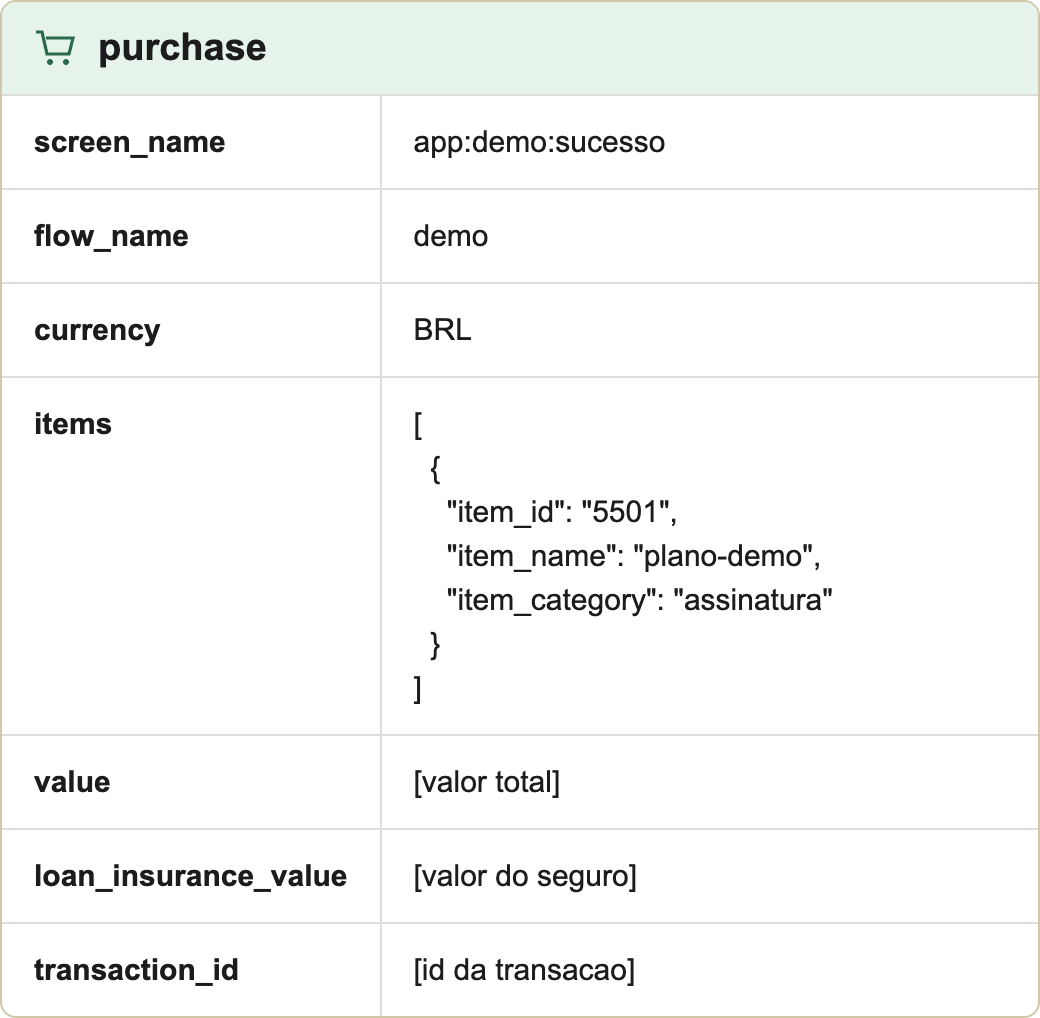 purchase
screen_name app:demo:sucesso
flow_name demo
currency BRL
items [
{
"item_id": "5501",
"item_name": "plano-demo",
"item_category": "assinatura"
}
]
value [valor total]
loan_insurance_value [valor do seguro]
transaction_id [id da transacao]